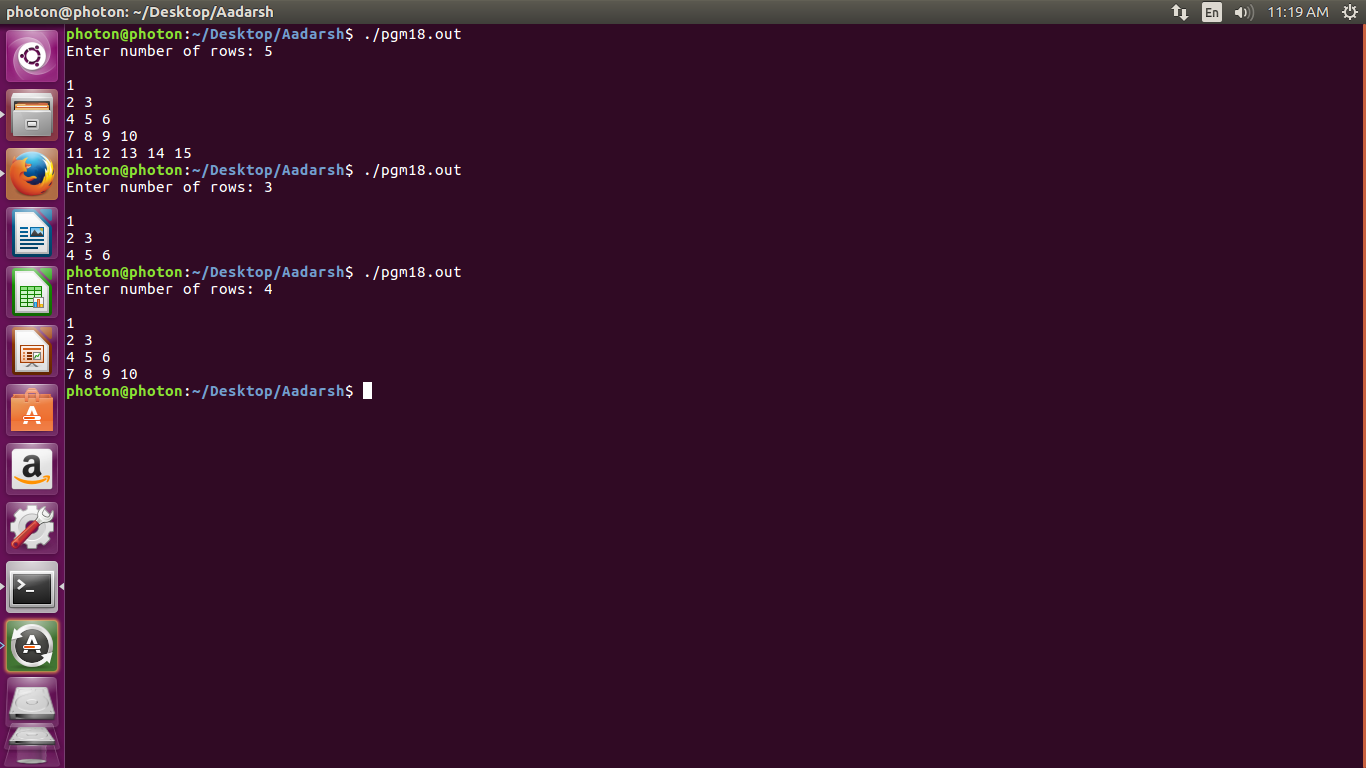 photon@photon: ~/Desktop/Aadarsh
En
11:19 AM
photon@photon:~/Desktop/Aadarsh$ ./pgm18.out
Enter number of rows: 5
1
2 3
4 5 6
7 8 9 10
11 12 13 14 15
photon@photon:~/Desktop/Aadarsh$ ./pgm18.out
Enter number of rows: 3
1
2 3
4 5 6
photon@photon:~/Desktop/Aadarsh$ ./pgm18.out
Enter number of rows: 4
1
2 3
4 5 6
7 8 9 10
photon@photon:~/Desktop/Aadarsh$